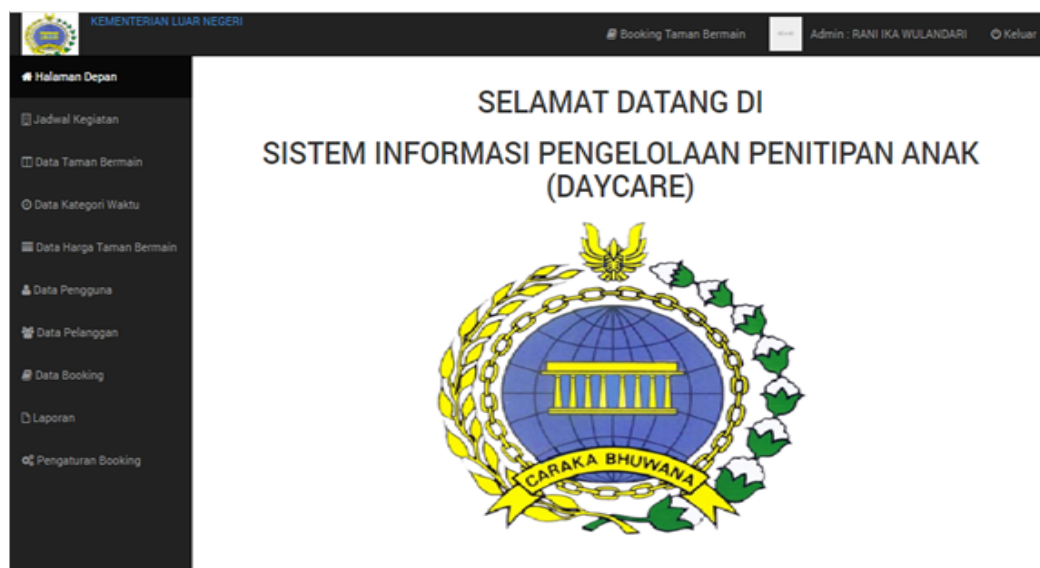 KEMENTERIAN LUAR NEGERI
Booking Taman Bermain
Admin : RANI IKA WULANDARI
Keluar
Halaman Depan
Jadwal Kegiatan
Data Taman Bermain
Data Kategori Waktu
Data Harga Taman Bermain
Data Pengguna
Data Pelanggan
Data Booking
Laporan
Pengaturan Booking
SELAMAT DATANG DI
SISTEM INFORMASI PENGELOLAAN PENITIPAN ANAK
(DAYCARE)
CARAKA BHUWANA